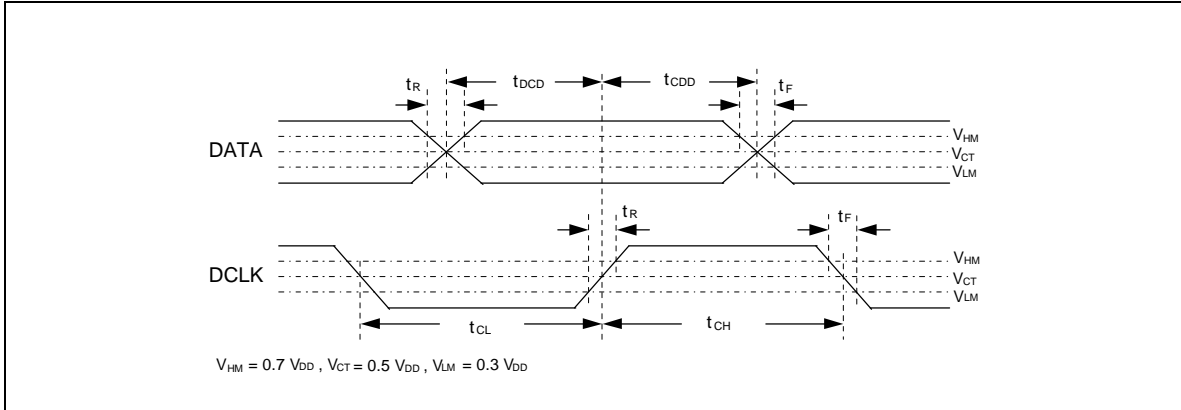 tDCD
tCDD
tR
tF
DATA
VHM
VCT
VLM
tR
tF
DCLK
VHM
VCT
VLM
tCL
tCH
VHM = 0.7 VDD , VCT = 0.5 VDD , VLM = 0.3 VDD